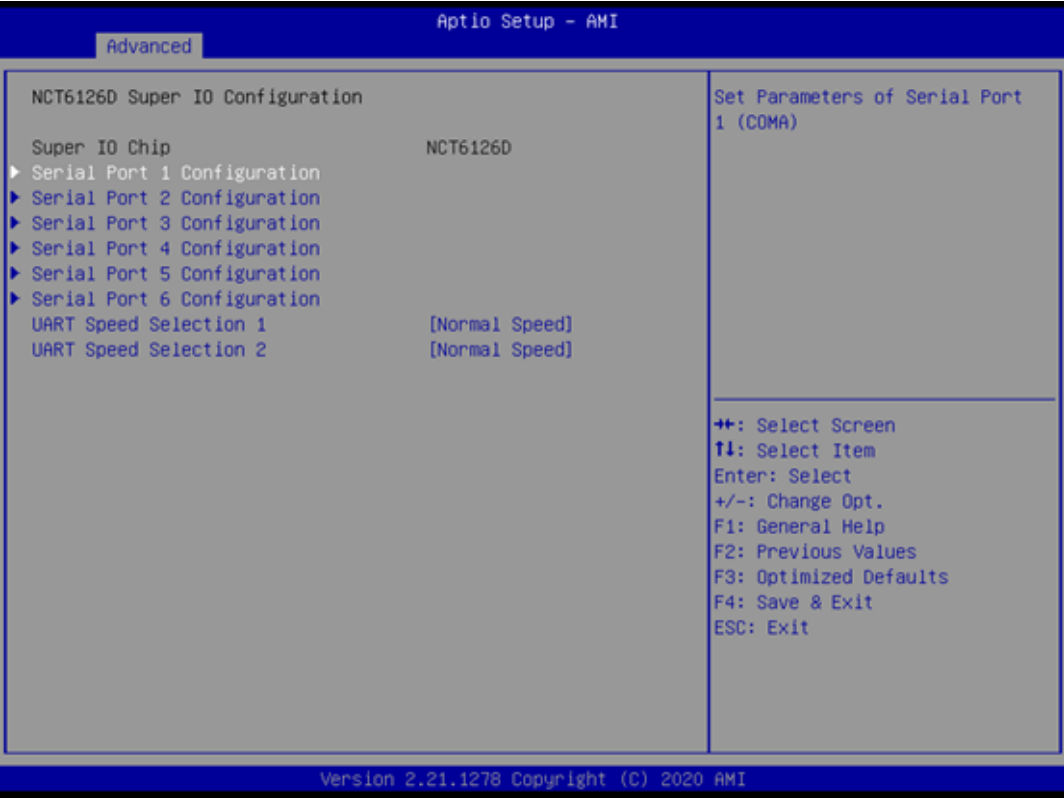 Aptio Setup – AMI
Advanced
NCT6126D Super IO Configuration
Super IO Chip NCT6126D
Serial Port 1 Configuration
Serial Port 2 Configuration
Serial Port 3 Configuration
Serial Port 4 Configuration
Serial Port 5 Configuration
Serial Port 6 Configuration
UART Speed Selection 1 [Normal Speed]
UART Speed Selection 2 [Normal Speed]
Set Parameters of Serial Port
1 (COMA)
→←: Select Screen
↑↓: Select Item
Enter: Select
+/-: Change Opt.
F1: General Help
F2: Previous Values
F3: Optimized Defaults
F4: Save & Exit
ESC: Exit
Version 2.21.1278 Copyright (C) 2020 AMI